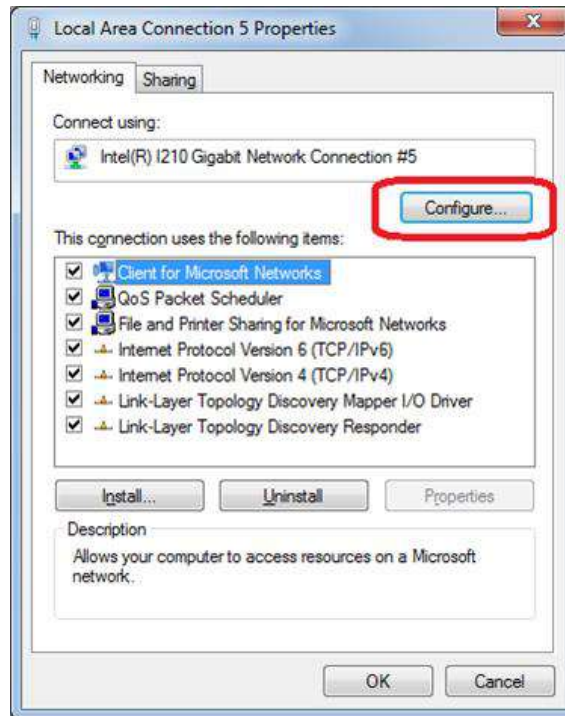 Local Area Connection 5 Properties
Networking
Sharing
Connect using:
Intel(R) I210 Gigabit Network Connection #5
Configure...
This connection uses the following items:
Client for Microsoft Networks
QoS Packet Scheduler
File and Printer Sharing for Microsoft Networks
Internet Protocol Version 6 (TCP/IPv6)
Internet Protocol Version 4 (TCP/IPv4)
Link-Layer Topology Discovery Mapper I/O Driver
Link-Layer Topology Discovery Responder
Install...
Uninstall
Properties
Description
Allows your computer to access resources on a Microsoft
network.
OK
Cancel